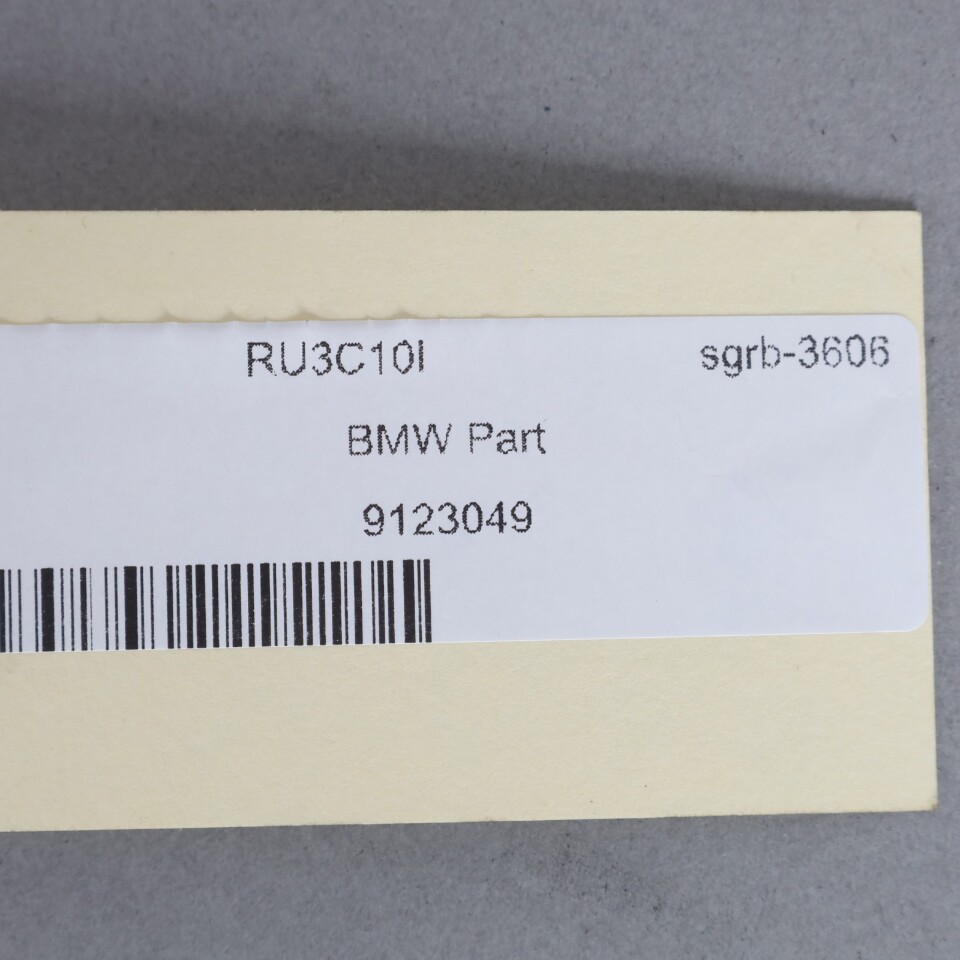 RU3C10I sgrb-3606
BMW Part
9123049